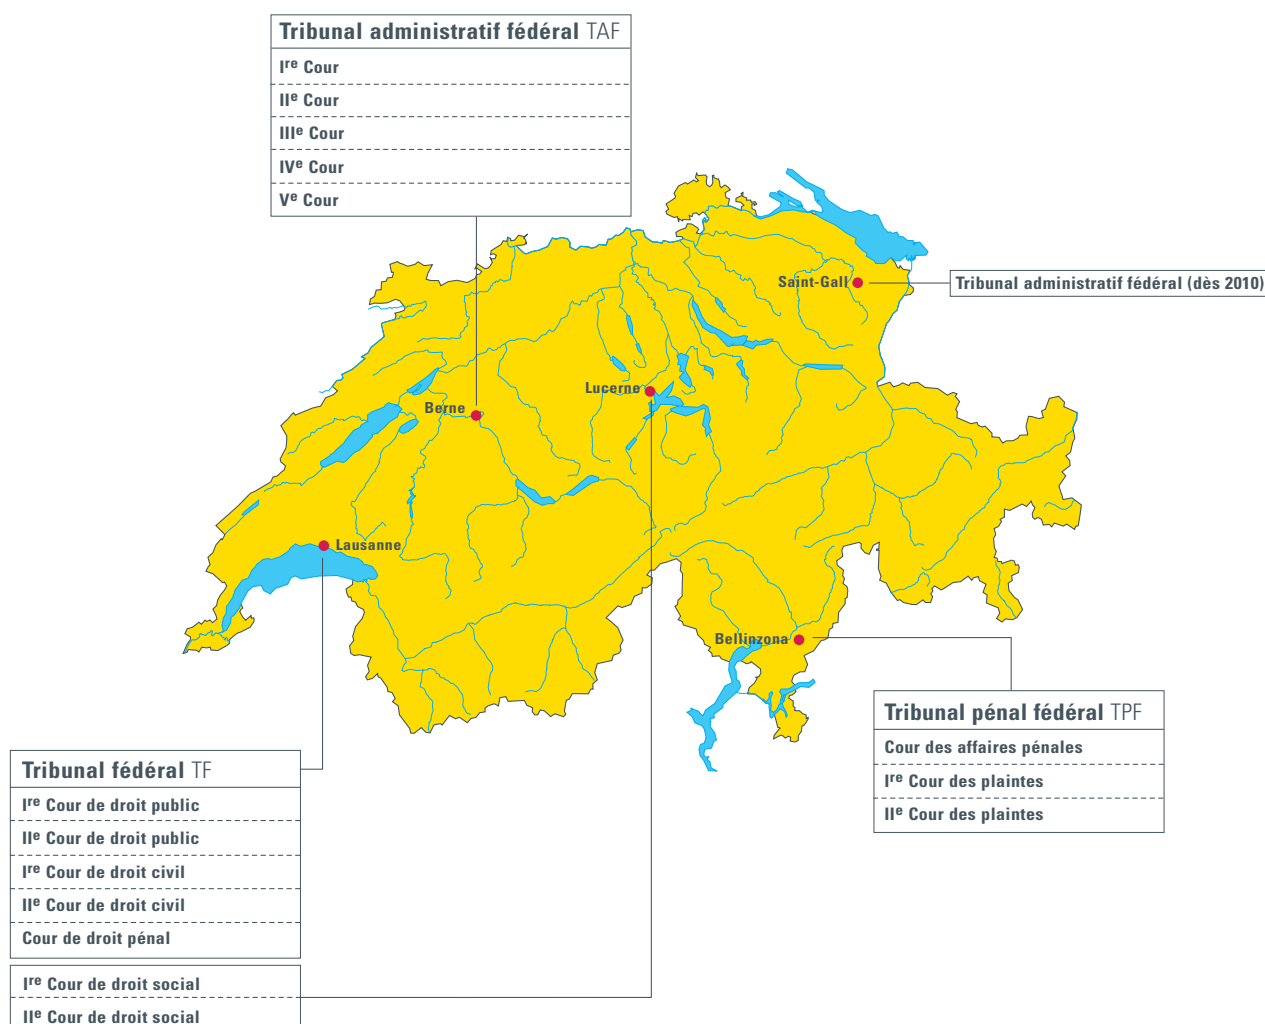 Tribunal administratif fédéral TAF
Iʳᵉ Cour
IIᵉ Cour
IIIᵉ Cour
IVᵉ Cour
Vᵉ Cour
Saint-Gall
Tribunal administratif fédéral (dès 2010)
Lucerne
Berne
Lausanne
Bellinzona
Tribunal pénal fédéral TPF
Cour des affaires pénales
Iʳᵉ Cour des plaintes
IIᵉ Cour des plaintes
Tribunal fédéral TF
Iʳᵉ Cour de droit public
IIᵉ Cour de droit public
Iʳᵉ Cour de droit civil
IIᵉ Cour de droit civil
Cour de droit pénal
Iʳᵉ Cour de droit social
IIᵉ Cour de droit social